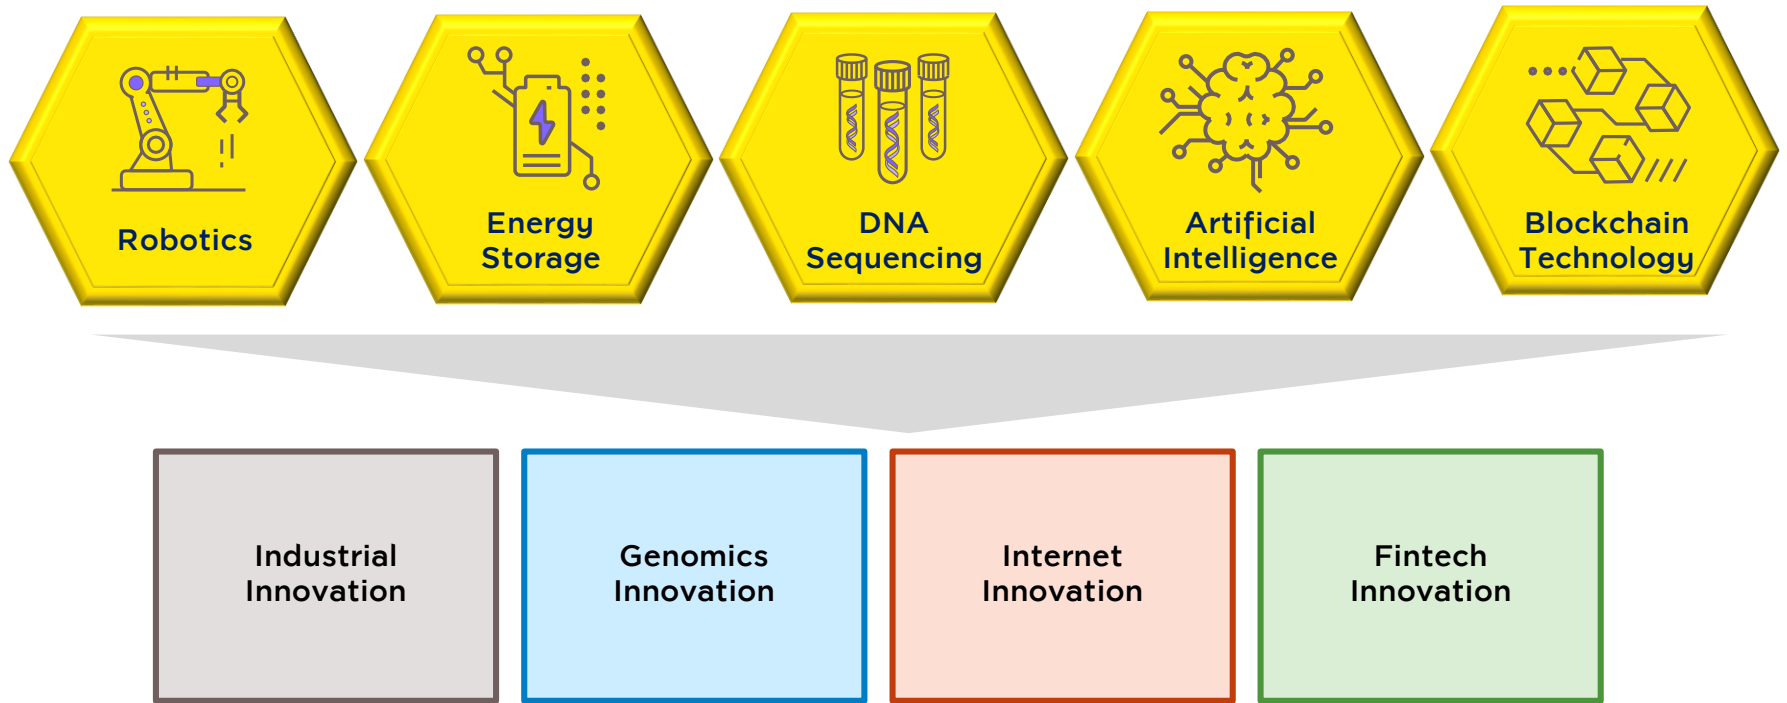 Robotics
Energy
Storage
DNA
Sequencing
Artificial
Intelligence
Blockchain
Technology
Industrial
Innovation
Genomics
Innovation
Internet
Innovation
Fintech
Innovation